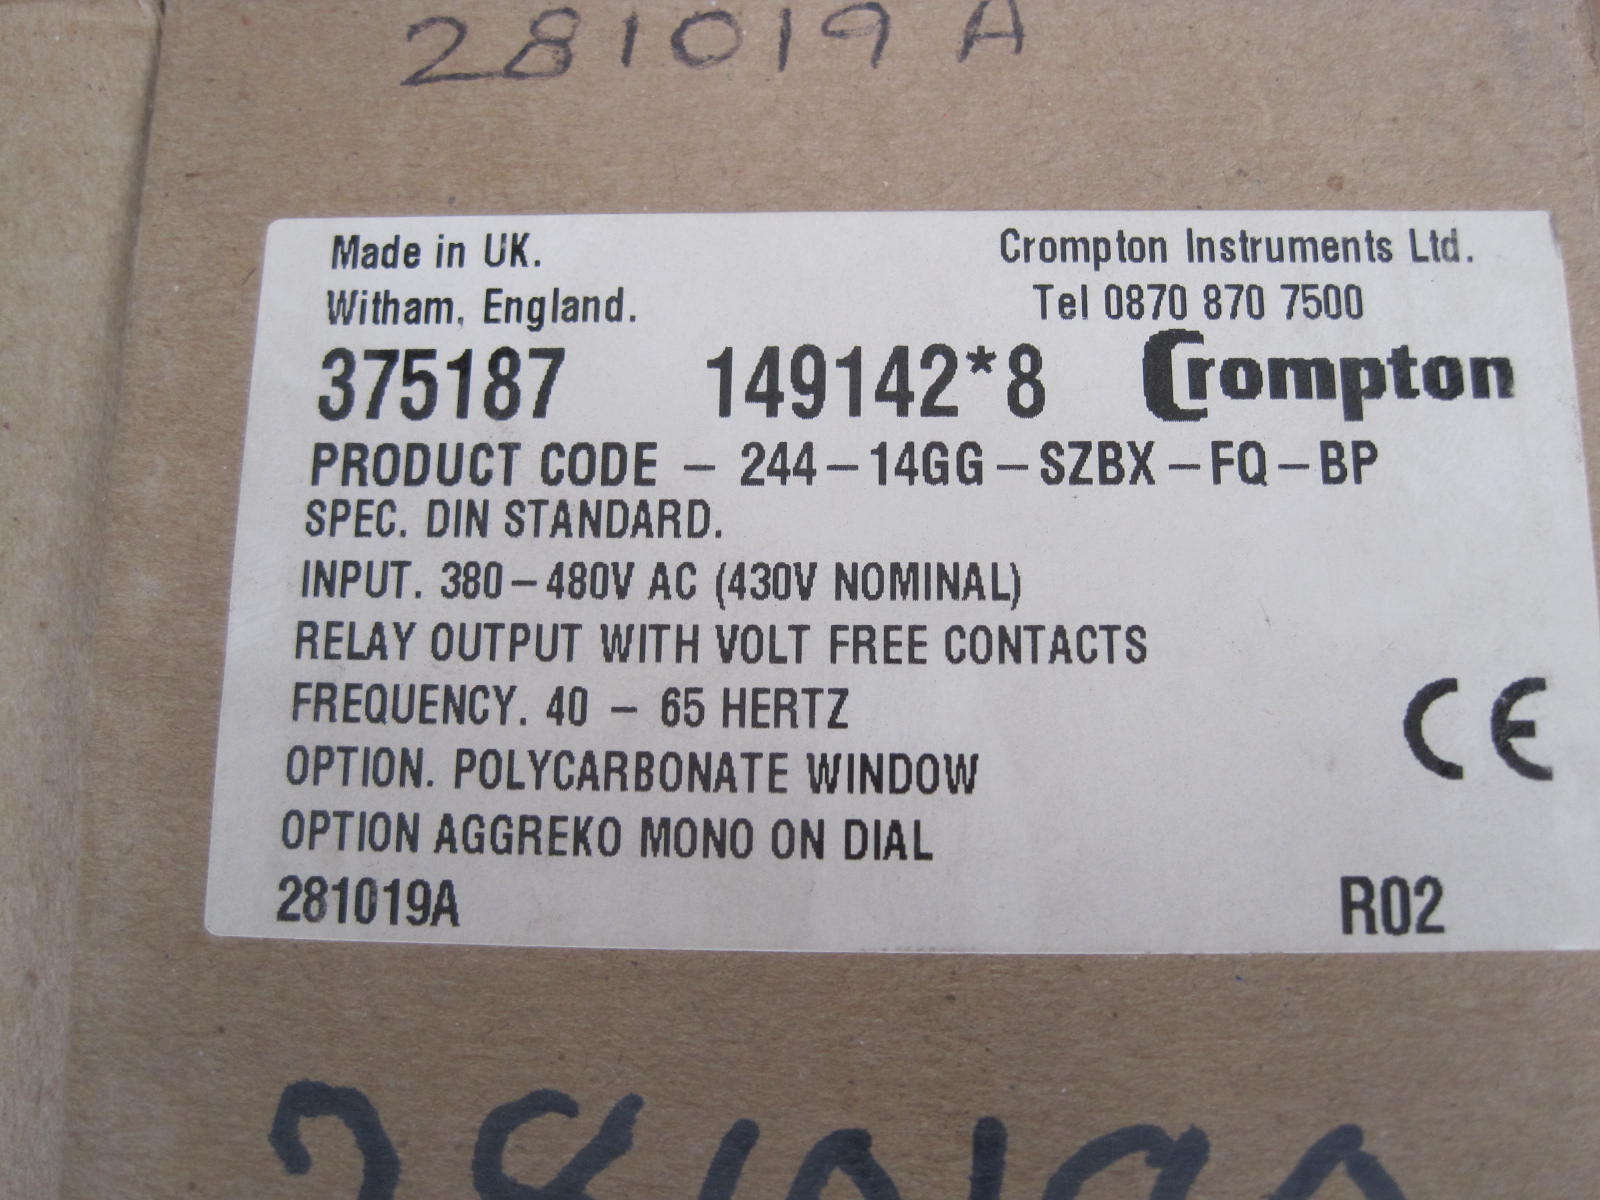 281019 A
Made in UK. Crompton Instruments Ltd.
Witham, England. Tel 0870 870 7500
375187 149142*8 Crompton
PRODUCT CODE - 244-14GG-SZBX-FQ-BP
SPEC. DIN STANDARD.
INPUT. 380-480V AC (430V NOMINAL)
RELAY OUTPUT WITH VOLT FREE CONTACTS
FREQUENCY. 40 - 65 HERTZ
CE
OPTION. POLYCARBONATE WINDOW
OPTION AGGREKO MONO ON DIAL
281019A R02